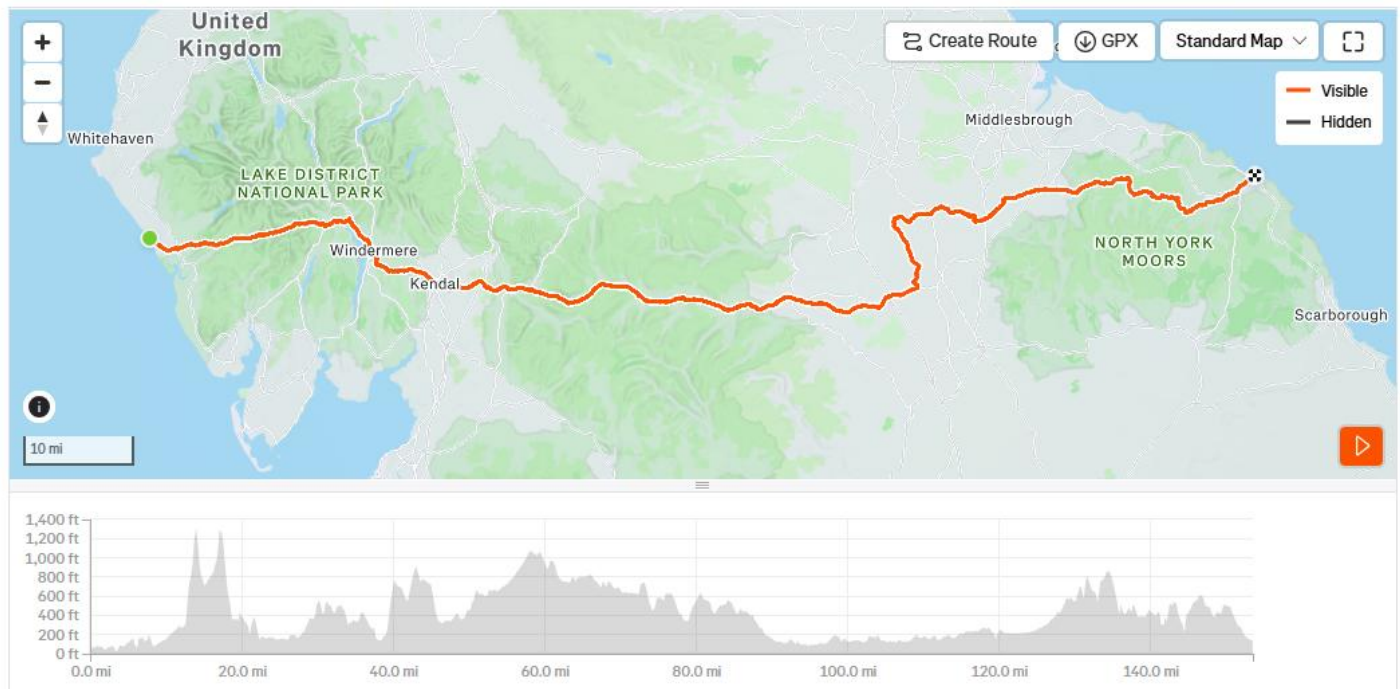 United
Kingdom
+
−
Create Route
GPX
Standard Map
Visible
Hidden
Whitehaven
Middlesbrough
LAKE DISTRICT
NATIONAL PARK
Windermere
Kendal
NORTH YORK
MOORS
Scarborough
i
10 mi
1,400 ft
1,200 ft
1,000 ft
800 ft
600 ft
400 ft
200 ft
0 ft
0.0 mi 20.0 mi 40.0 mi 60.0 mi 80.0 mi 100.0 mi 120.0 mi 140.0 mi